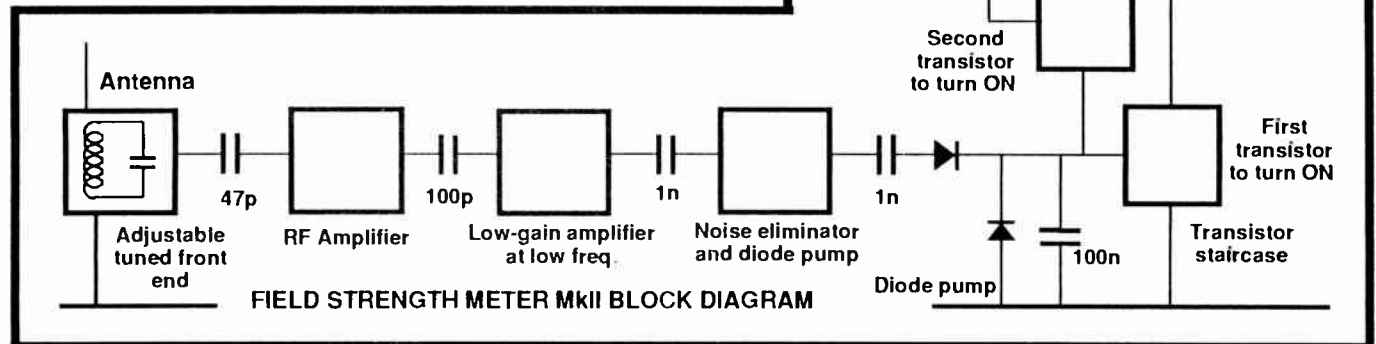 Second
transistor
to turn ON
Antenna
First
transistor
to turn ON
47p
100p
1n
1n
Adjustable
tuned front
end
RF Amplifier
Low-gain amplifier
at low freq.
Noise eliminator
and diode pump
Transistor
staircase
100n
Diode pump
FIELD STRENGTH METER MkII BLOCK DIAGRAM